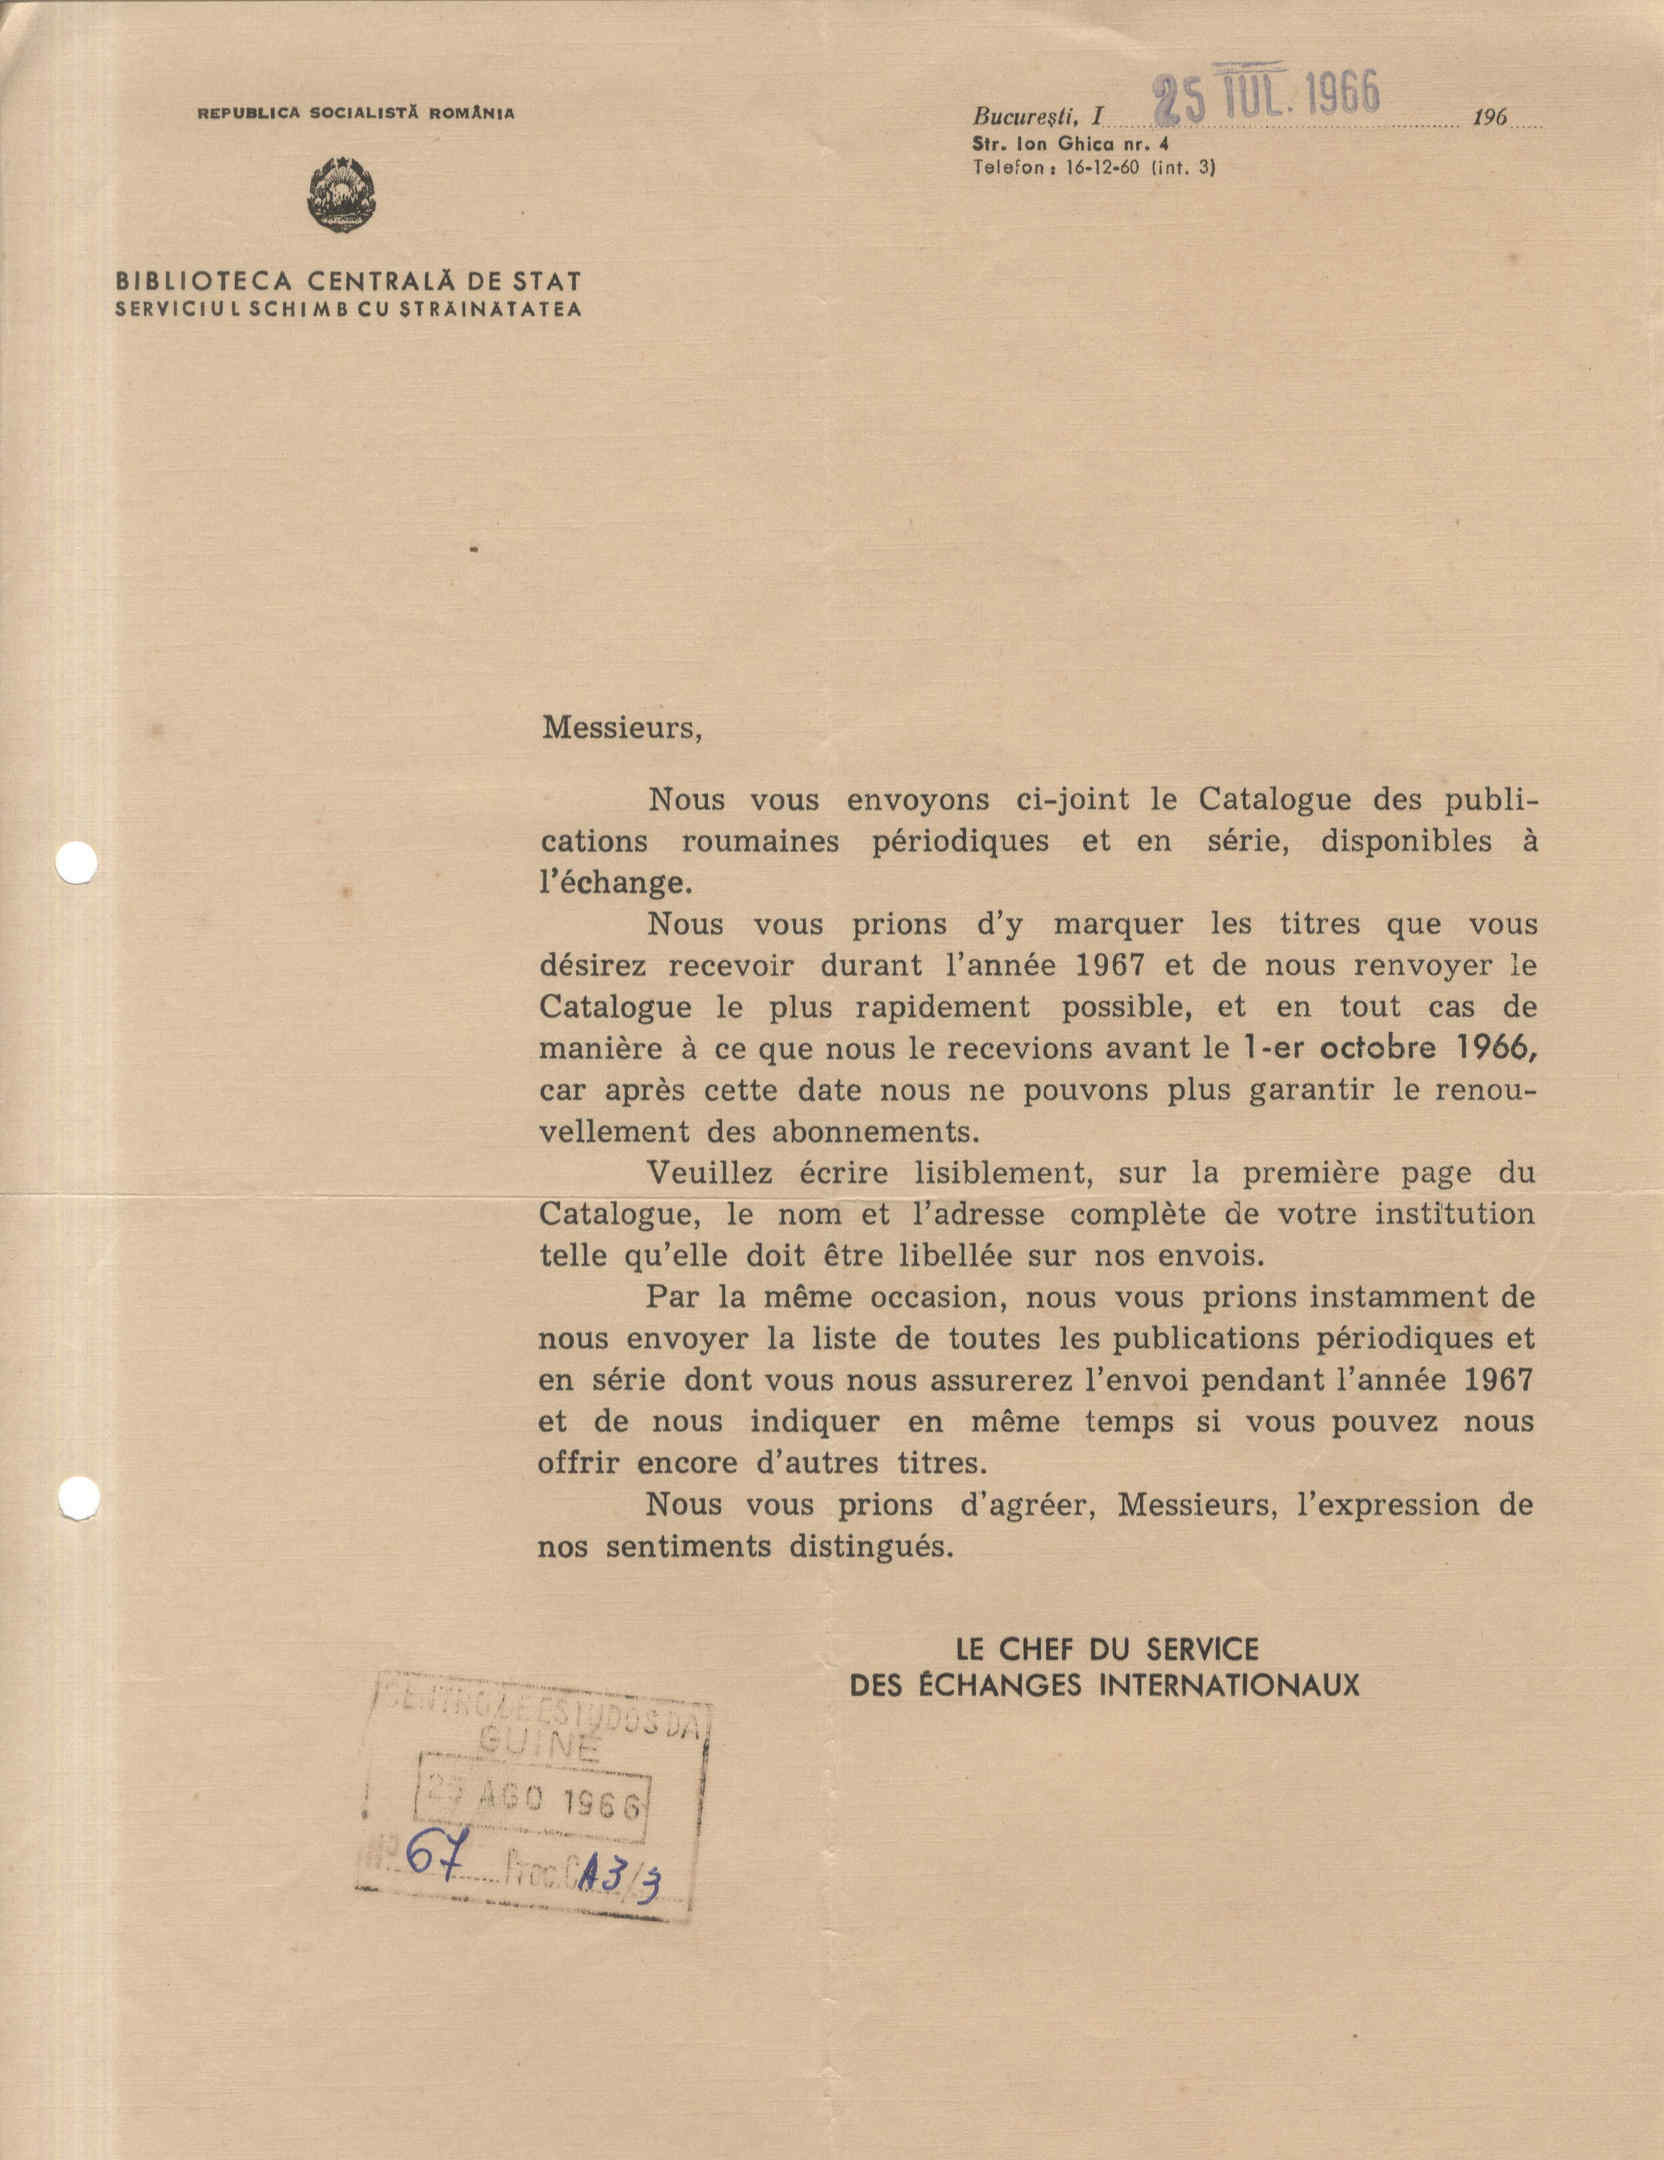 REPUBLICA SOCIALISTĂ ROMÂNIA
BIBLIOTECA CENTRALĂ DE STAT
SERVICIUL SCHIMB CU STRĂINĂTATEA
25 IUL. 1966
București, I 196
Str. Ion Ghica nr. 4
Telefon: 16-12-60 (int. 3)
Messieurs,
Nous vous envoyons ci-joint le Catalogue des publi-
cations roumaines périodiques et en série, disponibles à
l'échange.
Nous vous prions d'y marquer les titres que vous
désirez recevoir durant l'année 1967 et de nous renvoyer le
Catalogue le plus rapidement possible, et en tout cas de
manière à ce que nous le recevions avant le 1-er octobre 1966,
car après cette date nous ne pouvons plus garantir le renou-
vellement des abonnements.
Veuillez écrire lisiblement, sur la première page du
Catalogue, le nom et l'adresse complète de votre institution
telle qu'elle doit être libellée sur nos envois.
Par la même occasion, nous vous prions instamment de
nous envoyer la liste de toutes les publications périodiques et
en série dont vous nous assurerez l'envoi pendant l'année 1967
et de nous indiquer en même temps si vous pouvez nous
offrir encore d'autres titres.
Nous vous prions d'agréer, Messieurs, l'expression de
nos sentiments distingués.
LE CHEF DU SERVICE
DES ÉCHANGES INTERNATIONAUX
CENTRO DE ESTUDOS DA
GUINÉ
AGO 1966
Nº 67 Proc. A3/3